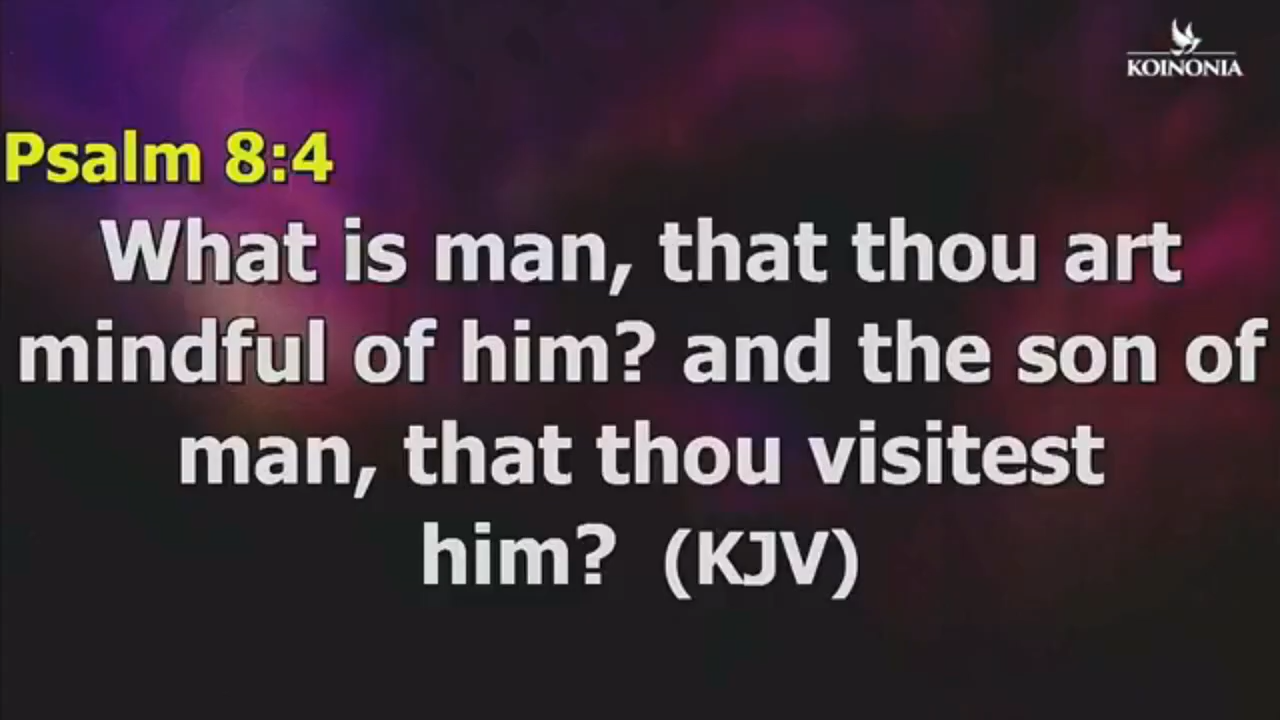 KOINONIA
Psalm 8:4
What is man, that thou art
mindful of him? and the son of
man, that thou visitest
him? (KJV)